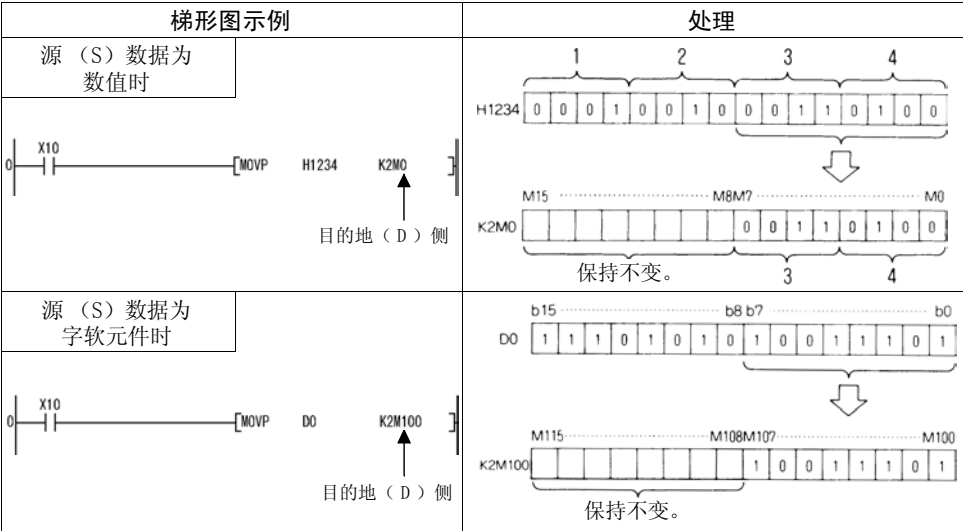 梯形图示例
处理
源 (S) 数据为
数值时
0 X10 MOVP H1234 K2M0
目的地 (D) 侧
1 2 3 4
H1234 0 0 0 1 0 0 1 0 0 0 1 1 0 1 0 0
M15 M8M7 M0
K2M0 0 0 1 1 0 1 0 0
保持不变。 3 4
源 (S) 数据为
字软元件时
0 X10 MOVP D0 K2M100
目的地 (D) 侧
b15 b8 b7 b0
D0 1 1 1 0 1 0 1 0 1 0 0 1 1 1 0 1
M115 M108M107 M100
K2M100 1 0 0 1 1 1 0 1
保持不变。